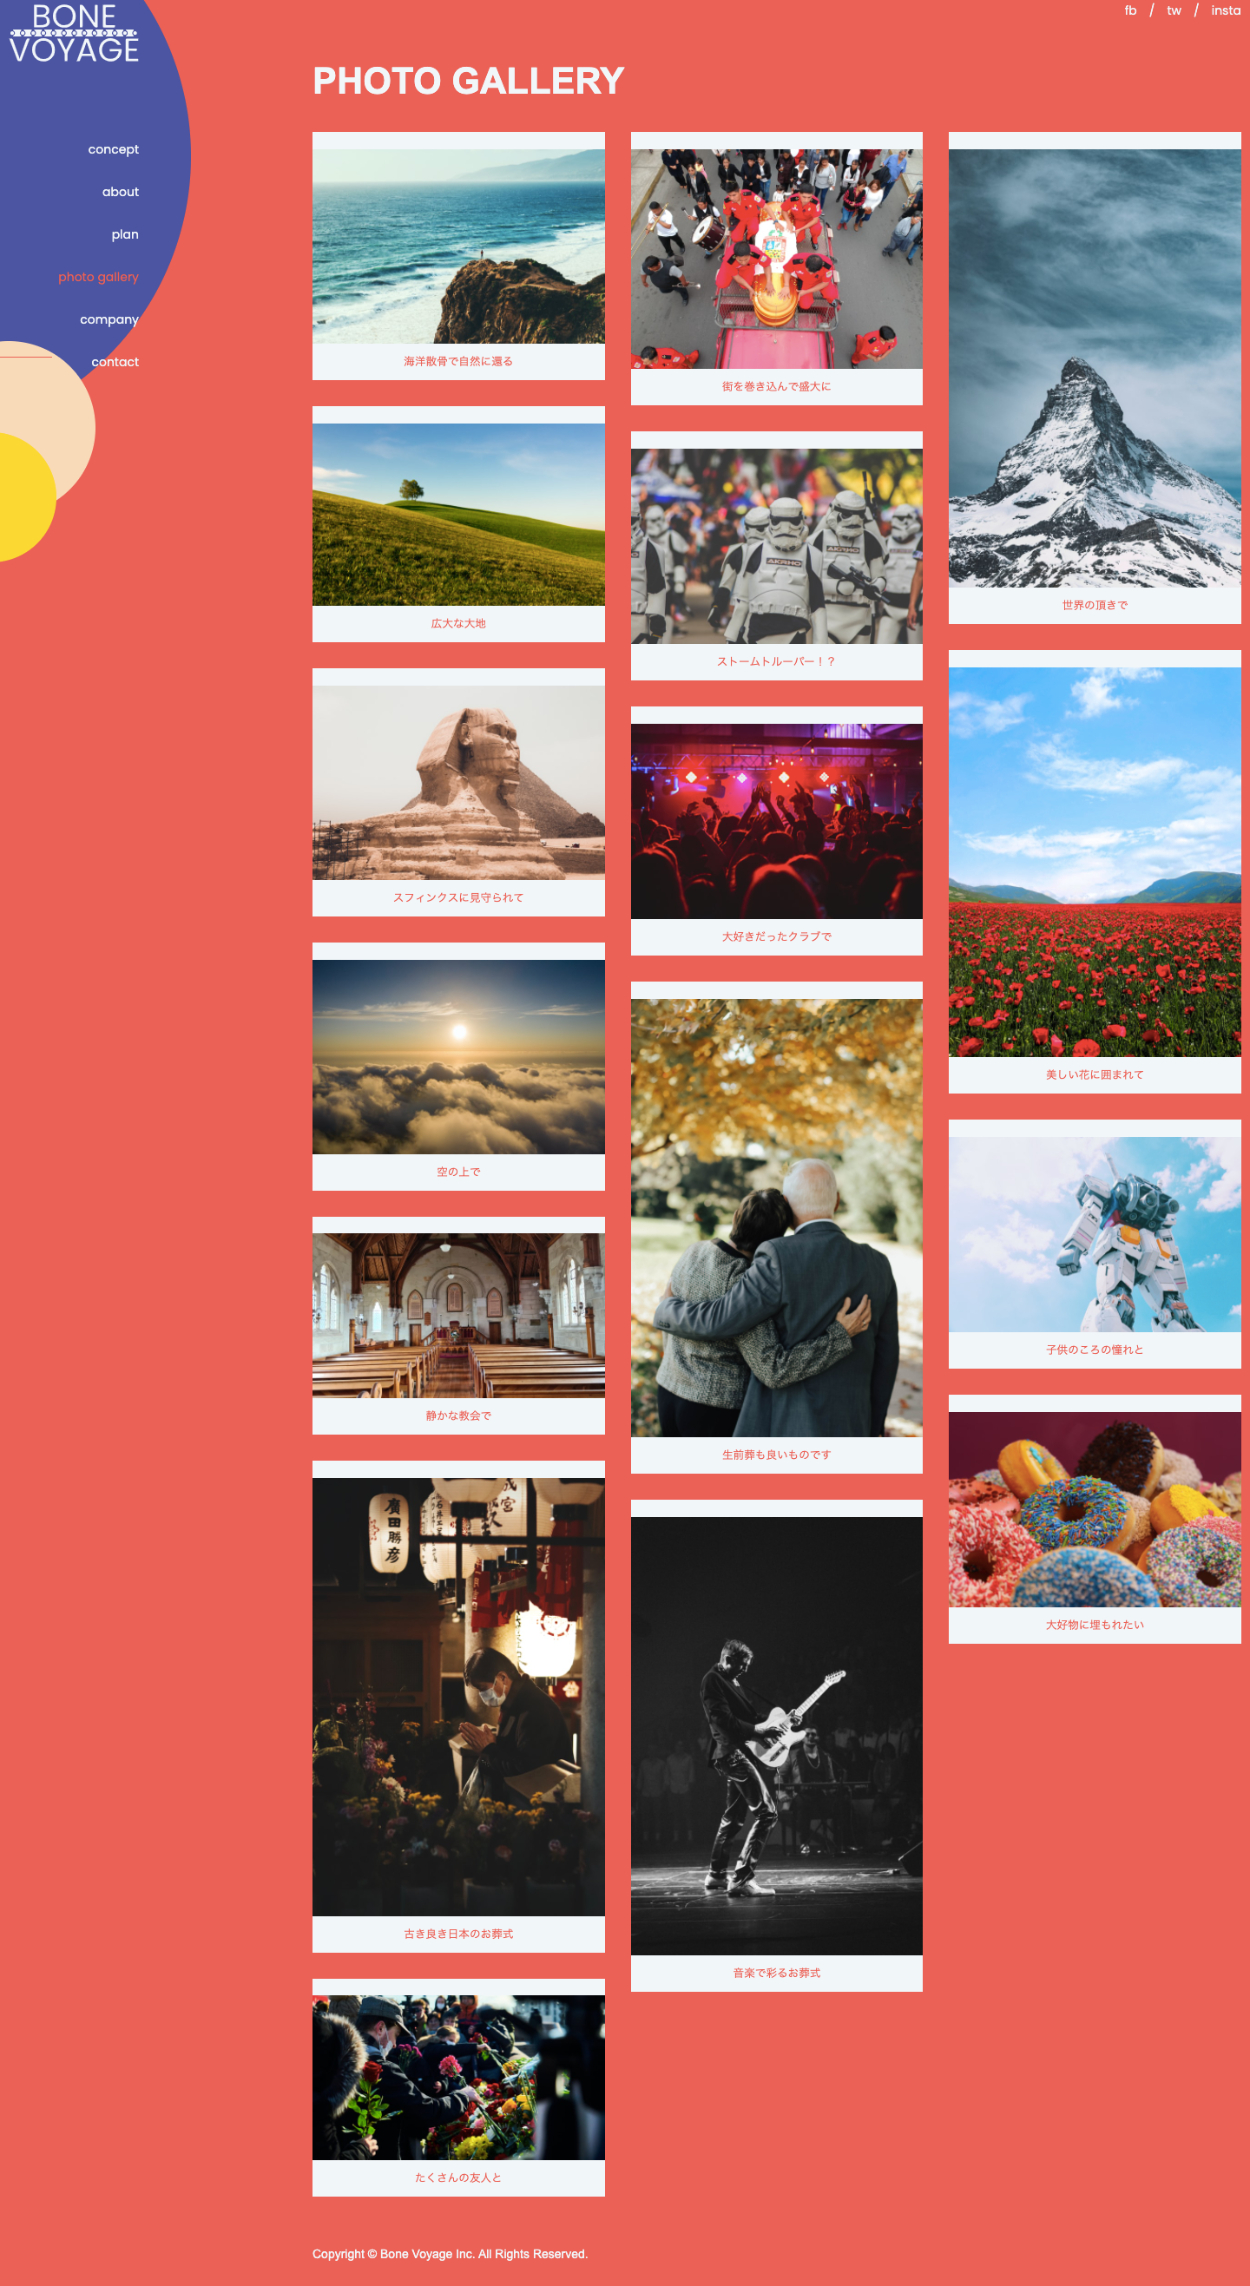 BONE
VOYAGE
fb / tw / insta
concept
about
plan
photo gallery
company
contact
PHOTO GALLERY
海洋散骨で自然に還る
広大な大地
スフィンクスに見守られて
空の上で
静かな教会で
廣田勝彦
古き良き日本のお葬式
たくさんの友人と
街を巻き込んで盛大に
ストームトルーパー！？
大好きだったクラブで
生前葬も良いものです
音楽で彩るお葬式
世界の頂きで
美しい花に囲まれて
子供のころの憧れと
大好物に埋もれたい
Copyright © Bone Voyage Inc. All Rights Reserved.